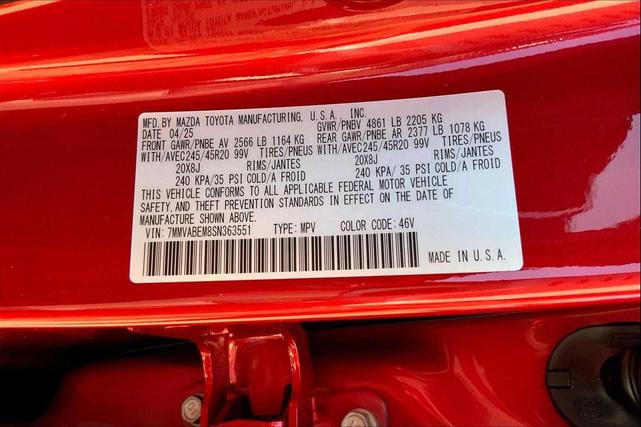 MFD. BY MAZDA TOYOTA MANUFACTURING, U.S.A., INC.
DATE 04/25 GVWR/PNBV 4861 LB 2205 KG
FRONT GAWR/PNBE AV 2566 LB 1164 KG REAR GAWR/PNBE AR 2377 LB 1078 KG
WITH/AVEC245/45R20 99V TIRES/PNEUS WITH/AVEC245/45R20 99V TIRES/PNEUS
20X8J RIMS/JANTES 20X8J RIMS/JANTES
240 KPA/ 35 PSI COLD/A FROID 240 KPA/ 35 PSI COLD/A FROID
THIS VEHICLE CONFORMS TO ALL APPLICABLE FEDERAL MOTOR VEHICLE
SAFETY, AND THEFT PREVENTION STANDARDS IN EFFECT ON THE DATE OF
MANUFACTURE SHOWN ABOVE.
VIN: 7MMVABEM8SN363551 TYPE: MPV COLOR CODE: 46V
MADE IN U.S.A.